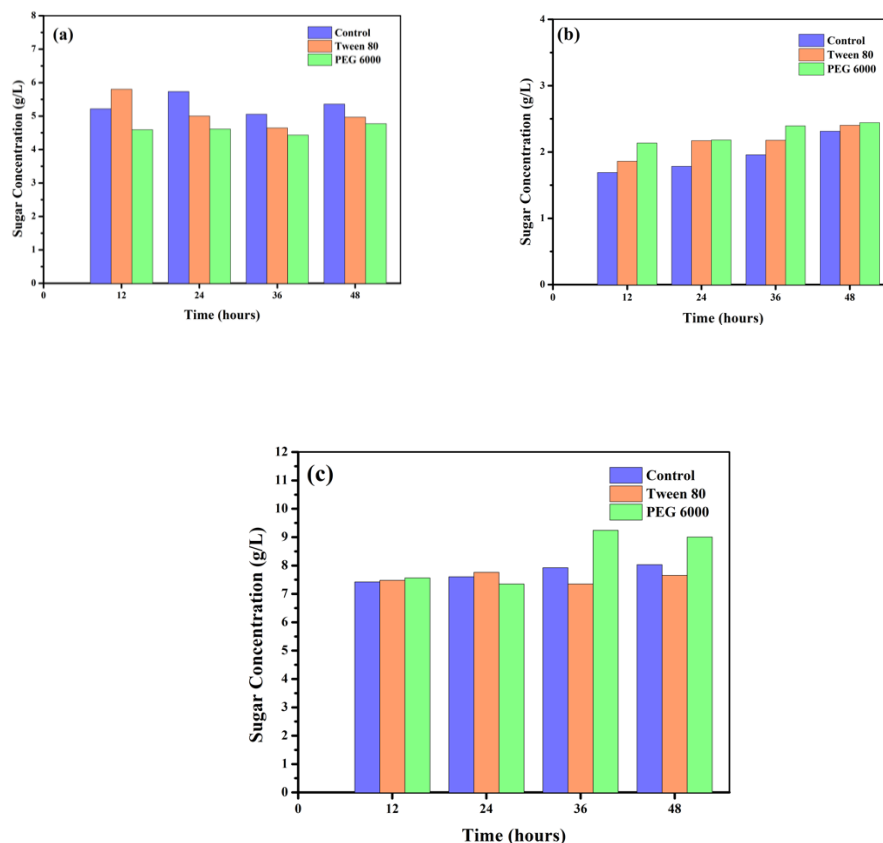 (a)
Control
Tween 80
PEG 6000
8
7
6
5
4
3
2
1
0
Sugar Concentration (g/L)
0 12 24 36 48
Time (hours)
(b)
Control
Tween 80
PEG 6000
4
3
2
1
0
Sugar Concentration (g/L)
0 12 24 36 48
Time (hours)
(c)
Control
Tween 80
PEG 6000
12
11
10
9
8
7
6
5
4
3
2
1
0
Sugar Concentration (g/L)
0 12 24 36 48
Time (hours)